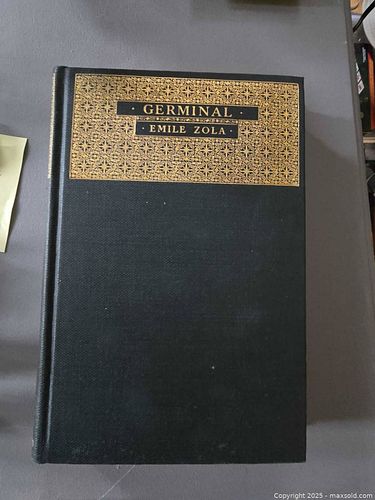 · GERMINAL ·
· EMILE ZOLA ·
Copyright 2025 - maxsold.com